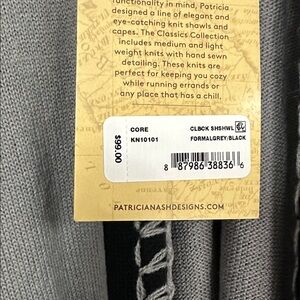 functionality in mind, Patricia
designed a line of elegant and
eye-catching knit shawls and
capes. The Classics Collection
includes medium and light
weight knits with hand sewn
detailing. These knits are
perfect for keeping you cozy
while running errands or
any place that has a chill.
CORE
CLBCK SHSHWL
KN10101
FORMALGREY/BLACK
$99.00
8 87986 38836 6
PATRICIANASHDESIGNS.COM